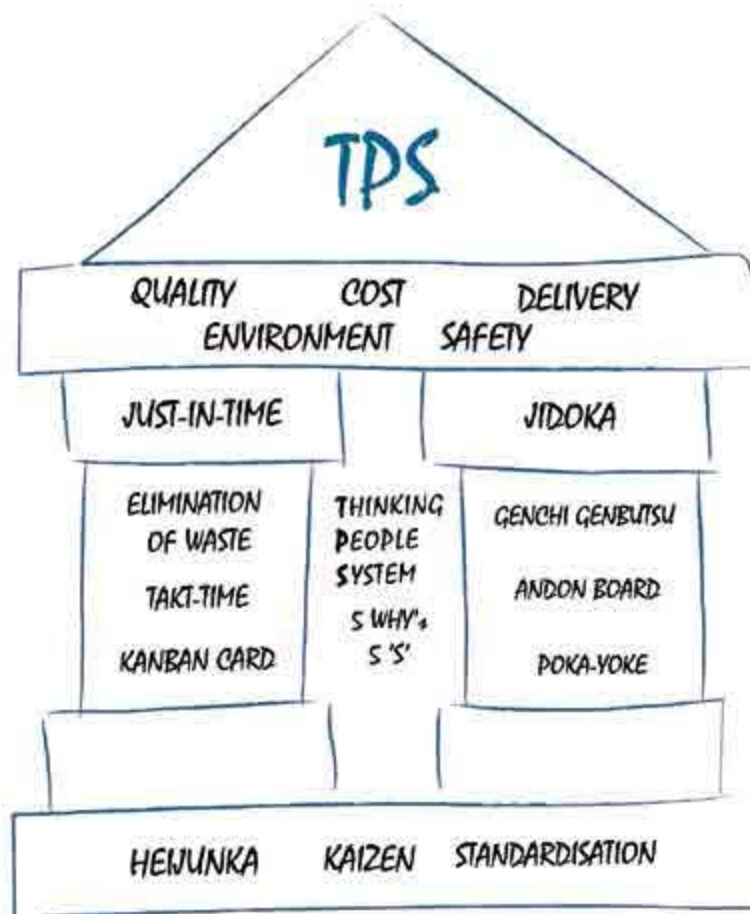 TPS
QUALITY COST DELIVERY
ENVIRONMENT SAFETY
JUST-IN-TIME
JIDOKA
ELIMINATION
OF WASTE
TAKT-TIME
KANBAN CARD
THINKING
PEOPLE
SYSTEM
5 WHY's
5 'S'
GENCHI GENBUTSU
ANDON BOARD
POKA-YOKE
HEIJUNKA KAIZEN STANDARDISATION